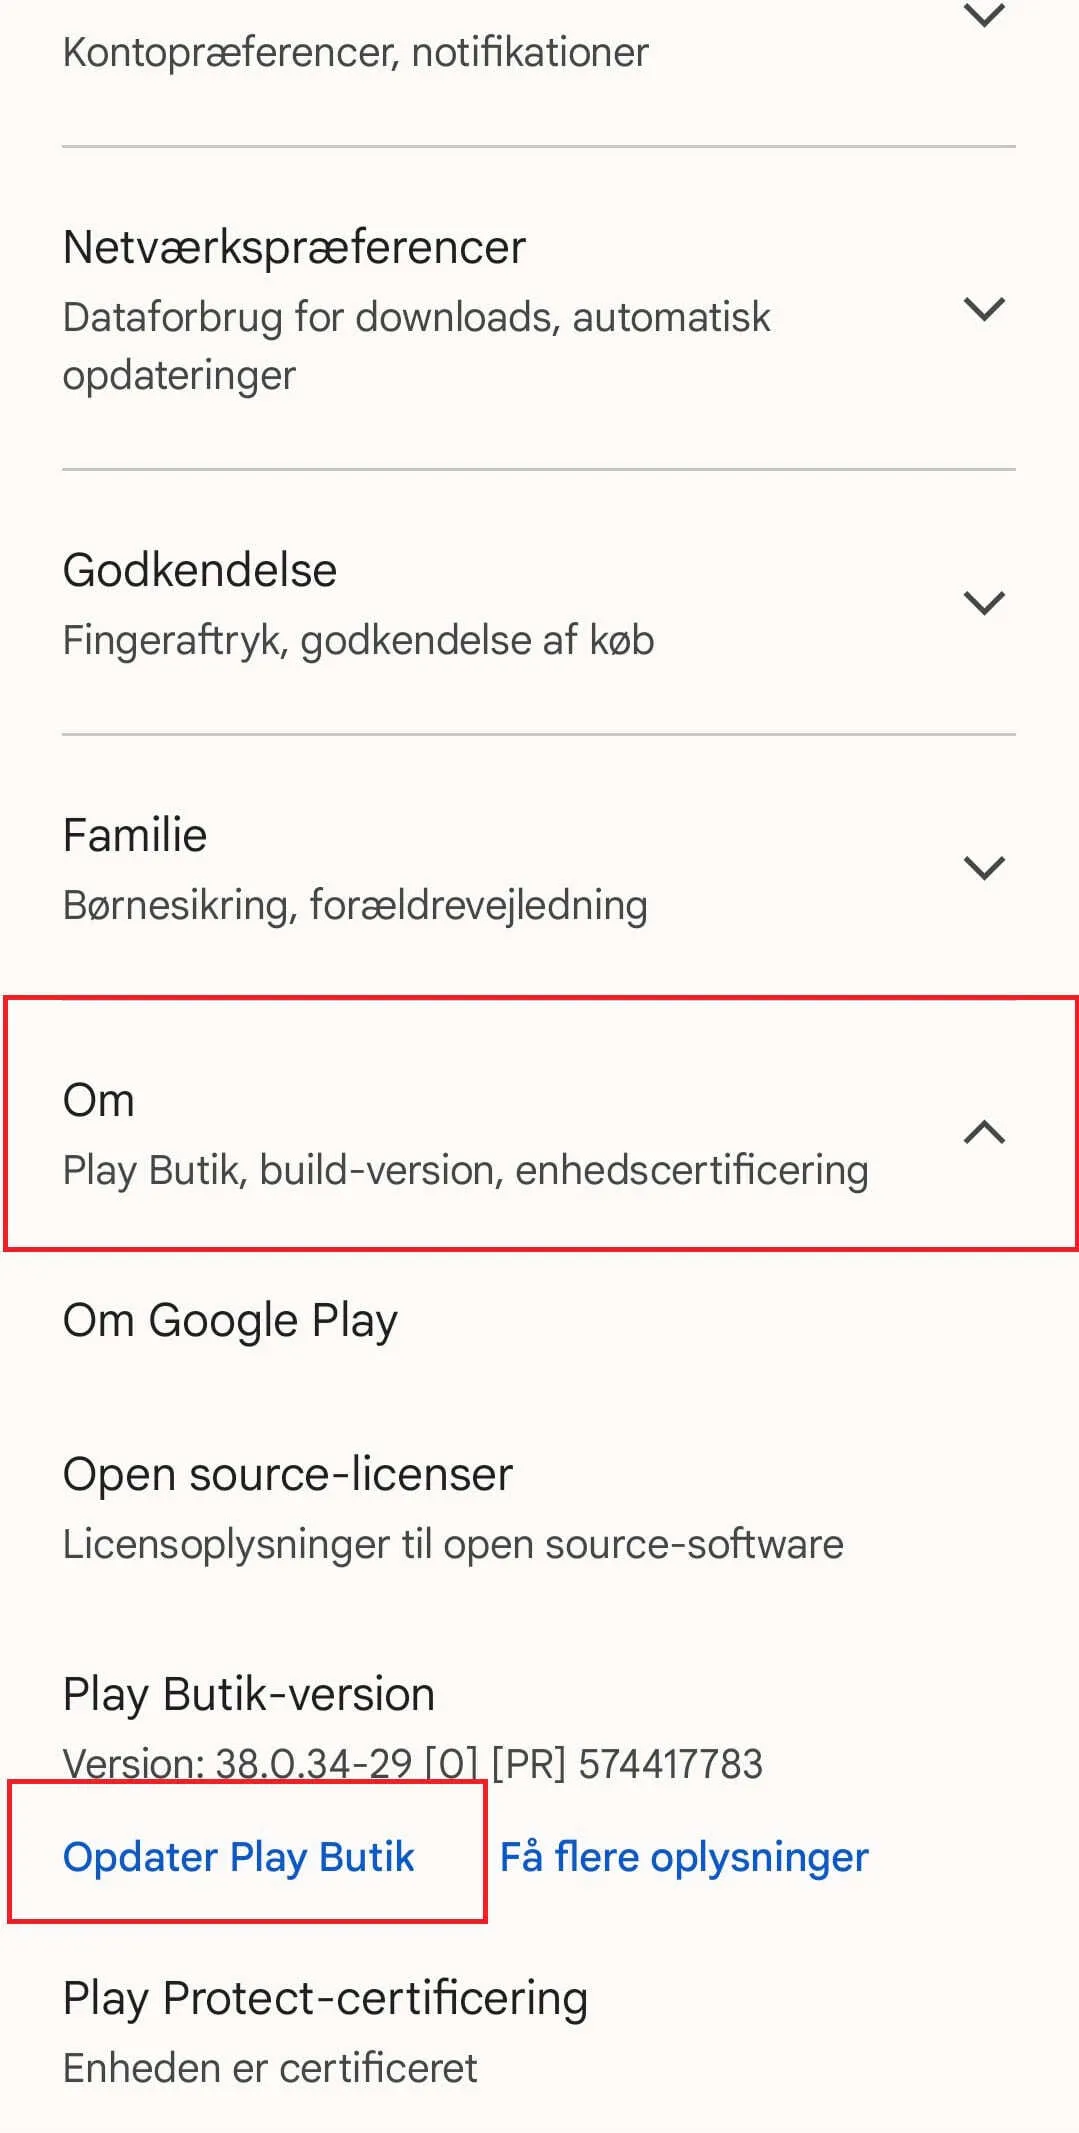 Kontopræferencer, notifikationer
Netværkspræferencer
Dataforbrug for downloads, automatisk
opdateringer
Godkendelse
Fingeraftryk, godkendelse af køb
Familie
Børnesikring, forældrevejledning
Om
Play Butik, build-version, enhedscertificering
Om Google Play
Open source-licenser
Licensoplysninger til open source-software
Play Butik-version
Version: 38.0.34-29 [0] [PR] 574417783
Opdater Play Butik Få flere oplysninger
Play Protect-certificering
Enheden er certificeret